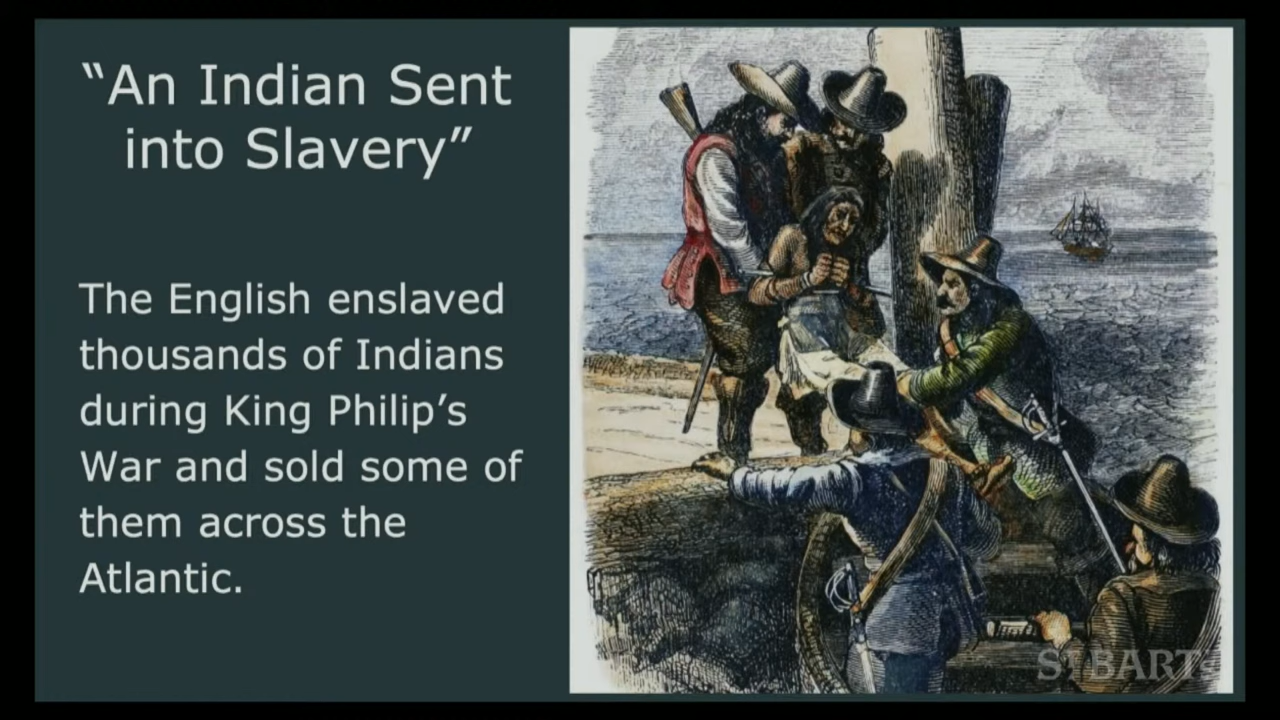 “An Indian Sent
into Slavery”
The English enslaved
thousands of Indians
during King Philip’s
War and sold some of
them across the
Atlantic.